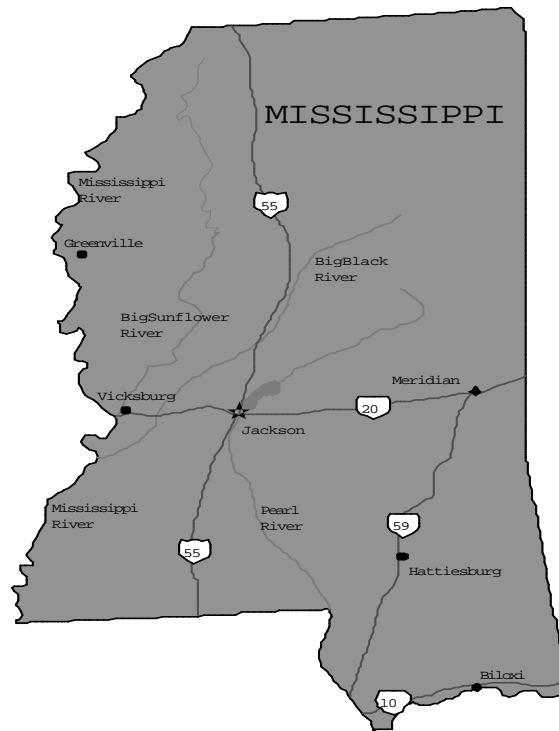 MISSISSIPPI
Mississippi
River
55
Greenville
BigBlack
River
BigSunflower
River
Meridian
Vicksburg
20
Jackson
Mississippi
River
Pearl
River
59
55
Hattiesburg
Biloxi
10